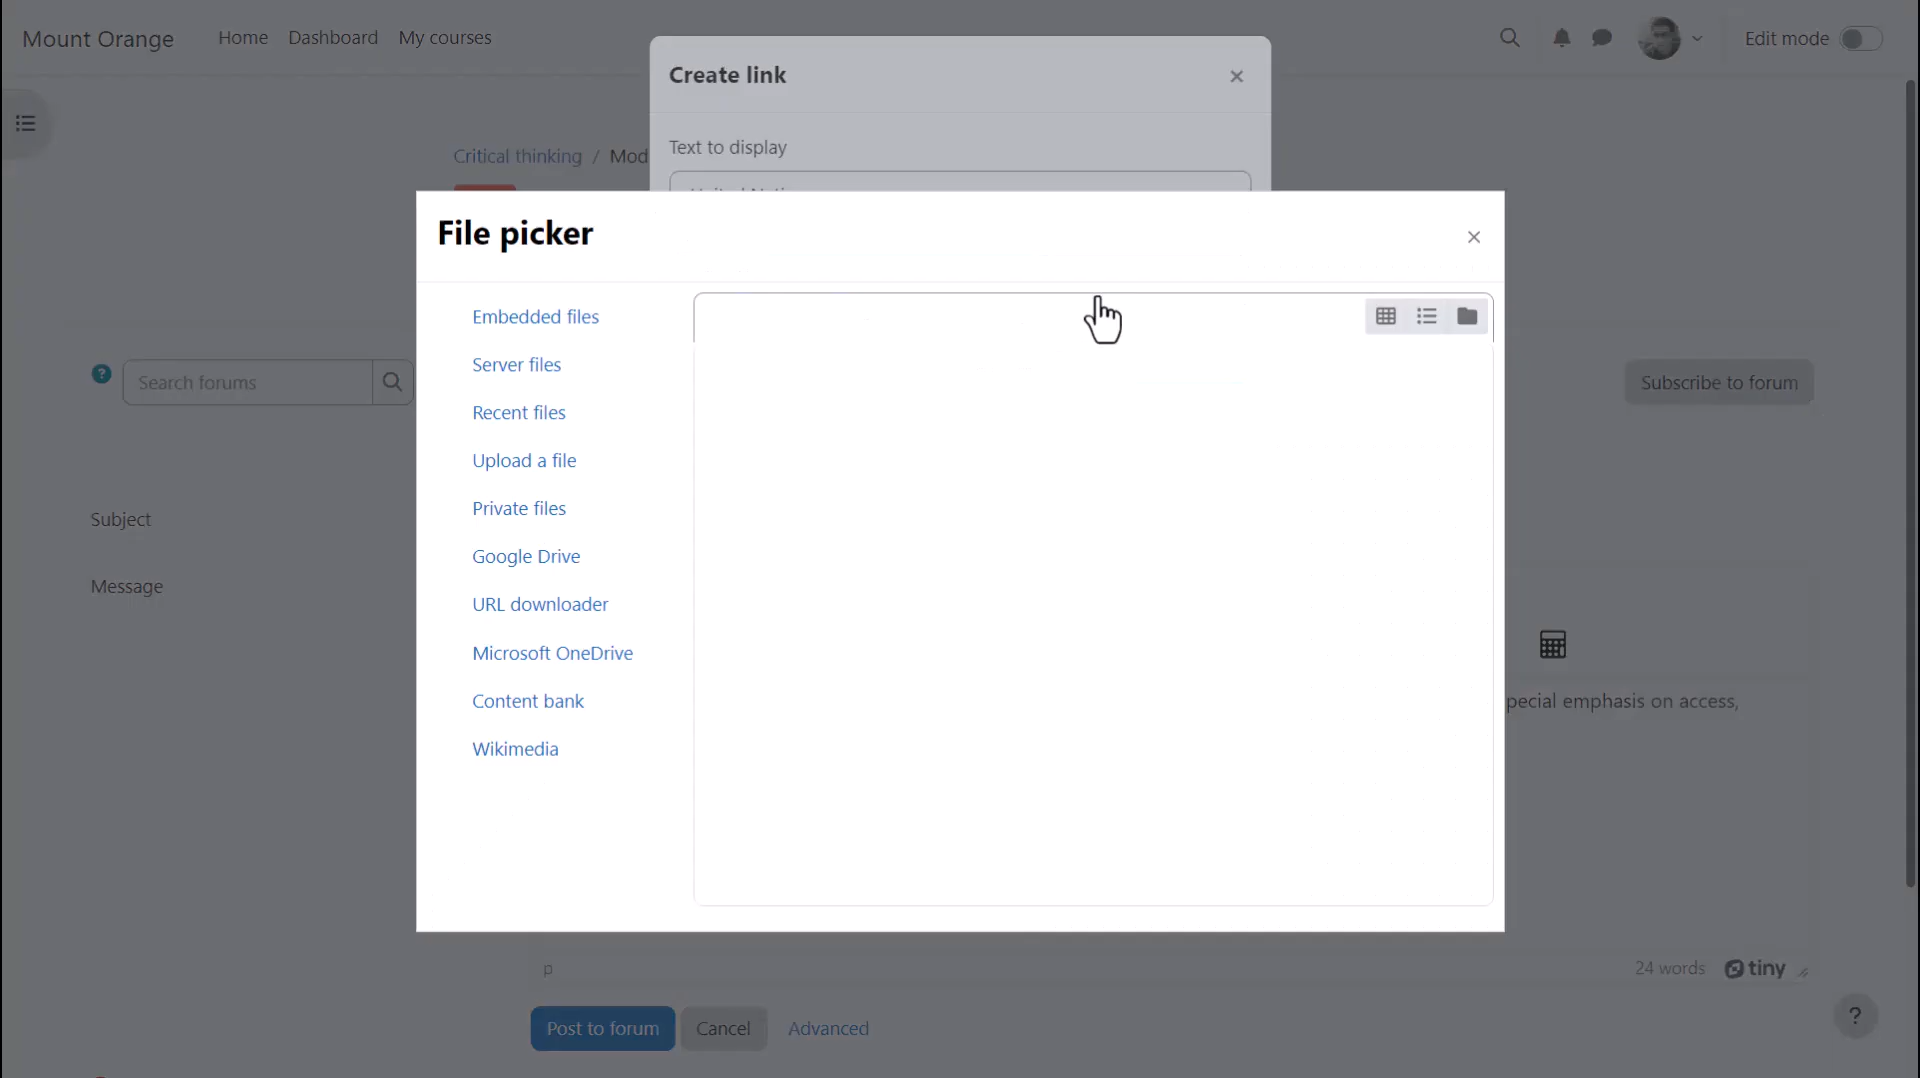 Mount Orange
Home
Dashboard
My courses
Edit mode
Create link
Text to display
Critical thinking / Mod
File picker
Embedded files
Server files
Recent files
Upload a file
Private files
Google Drive
URL downloader
Microsoft OneDrive
Content bank
Wikimedia
Search forums
Subscribe to forum
Subject
Message
pecial emphasis on access,
p
24 words
tiny
Post to forum
Cancel
Advanced
?